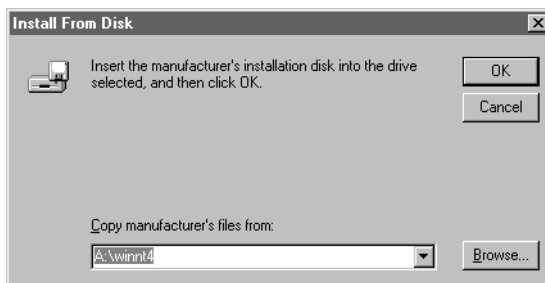 Install From Disk
Insert the manufacturer's installation disk into the drive
selected, and then click OK.
OK
Cancel
Copy manufacturer's files from:
A:\winnt4
Browse...